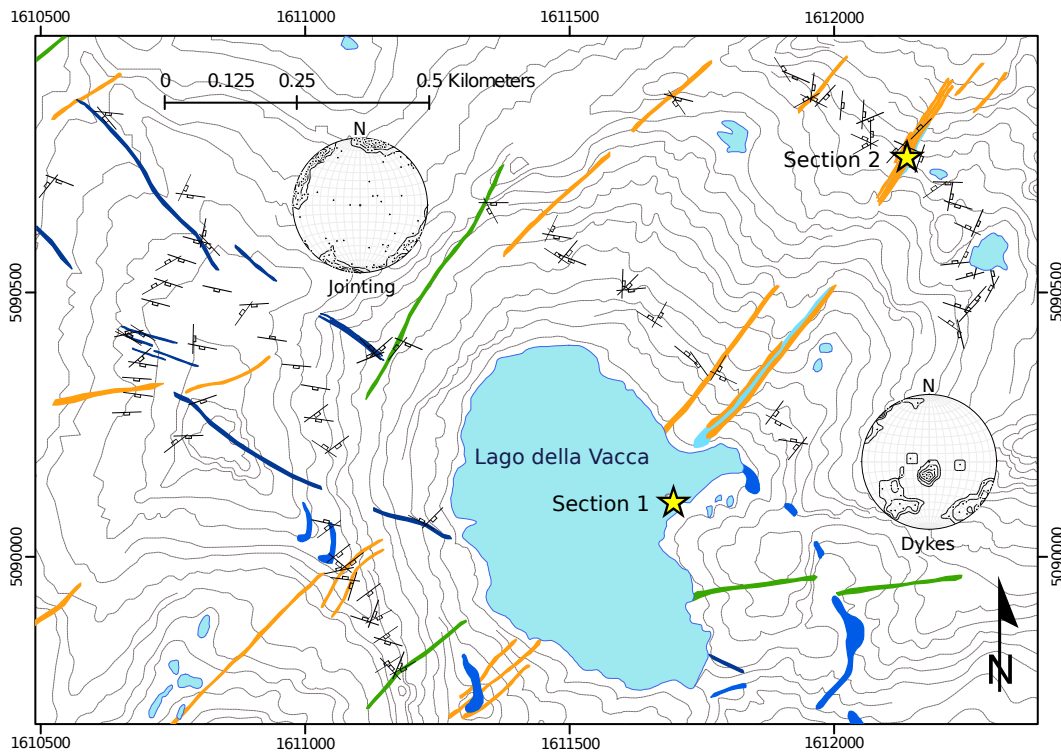 1610500 1611000 1611500 1612000
0 0.125 0.25 0.5 Kilometers
N
Section 2
Jointing
5090500 5090500
N
Lago della Vacca
Section 1
Dykes
5090000 5090000
N
1610500 1611000 1611500 1612000